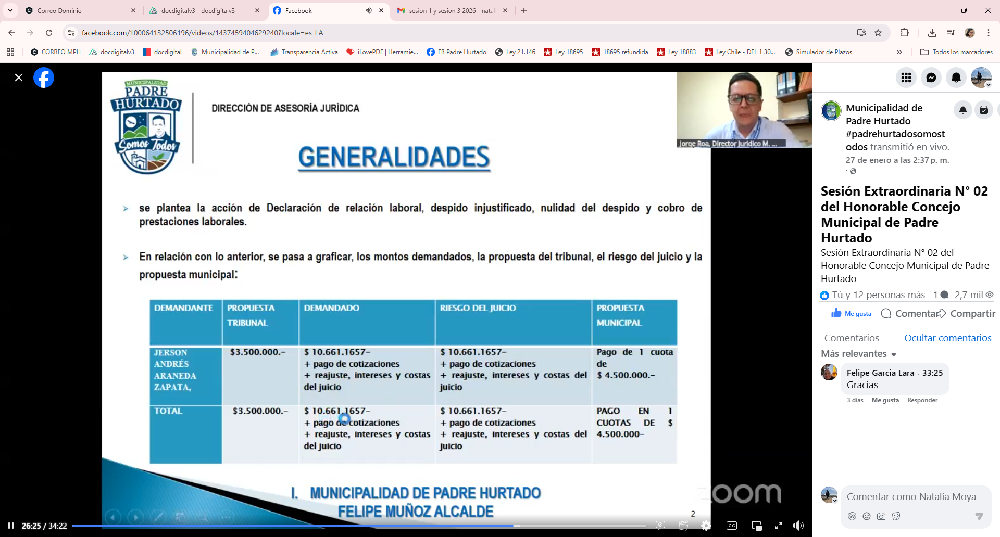 Correo Dominio
docdigitalv3 - docdigitalv3
Facebook
sesion 1 y sesion 3 2026 - natal
facebook.com/100064132506196/videos/1437459404629240?locale=es_LA
CORREO MPH
docdigitalv3
docdigital
Municipalidad de P...
Transparencia Activa
iLovePDF | Herramie...
FB Padre Hurtado
Ley 21.146
Ley 18695
18695 refundida
Ley 18883
Ley Chile - DFL 1 30...
Simulador de Plazos
Todos los marcadores
MUNICIPALIDAD
PADRE
HURTADO
Somos Todos
DIRECCIÓN DE ASESORÍA JURÍDICA
Jorge Roa, Director Juridico M. ...
GENERALIDADES
➢ se plantea la acción de Declaración de relación laboral, despido injustificado, nulidad del despido y cobro de
prestaciones laborales.
➢ En relación con lo anterior, se pasa a graficar, los montos demandados, la propuesta del tribunal, el riesgo del juicio y la
propuesta municipal:
DEMANDANTE
PROPUESTA
TRIBUNAL
DEMANDADO
RIESGO DEL JUICIO
PROPUESTA
MUNICIPAL
JERSON
ANDRÉS
ARANEDA
ZAPATA,
$3.500.000.-
$ 10.661.1657-
+ pago de cotizaciones
+ reajuste, intereses y costas
del juicio
$ 10.661.1657-
+ pago de cotizaciones
+ reajuste, intereses y costas del
juicio
Pago de 1 cuota
de
$ 4.500.000.-
TOTAL
$3.500.000.-
$ 10.661.1657-
+ pago de cotizaciones
+ reajuste, intereses y costas
del juicio
$ 10.661.1657-
+ pago de cotizaciones
+ reajuste, intereses y costas del
juicio
PAGO EN 1
CUOTAS DE $
4.500.000-
I. MUNICIPALIDAD DE PADRE HURTADO
FELIPE MUÑOZ ALCALDE
zoom
2
26:25 / 34:22
CC
Municipalidad de
Padre Hurtado
#padrehurtadosomost
odos transmitió en vivo.
27 de enero a las 2:37 p. m.
·
Sesión Extraordinaria N° 02
del Honorable Concejo
Municipal de Padre
Hurtado
Sesión Extraordinaria N° 02 del
Honorable Concejo Municipal de Padre
Hurtado
Tú y 12 personas más 1 2,7 mil
Me gusta
Comentar
Compartir
Comentarios
Ocultar comentarios
Más relevantes
Felipe Garcia Lara · 33:25
Gracias
3 días Me gusta Responder
Comentar como Natalia Moya